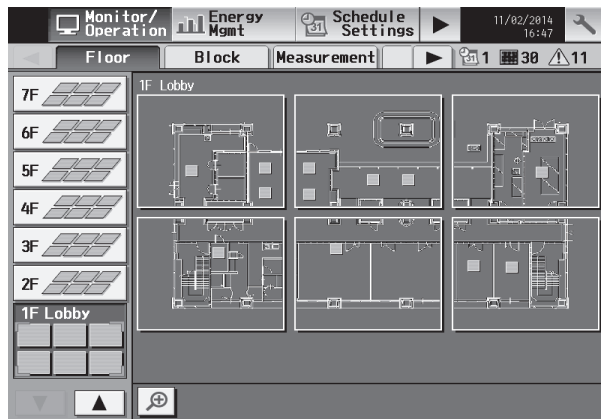 Monitor/
Operation
Energy
Mgmt
Schedule
Settings
11/02/2014
16:47
Floor
Block
Measurement
1
30
11
1F Lobby
7F
6F
5F
4F
3F
2F
1F Lobby